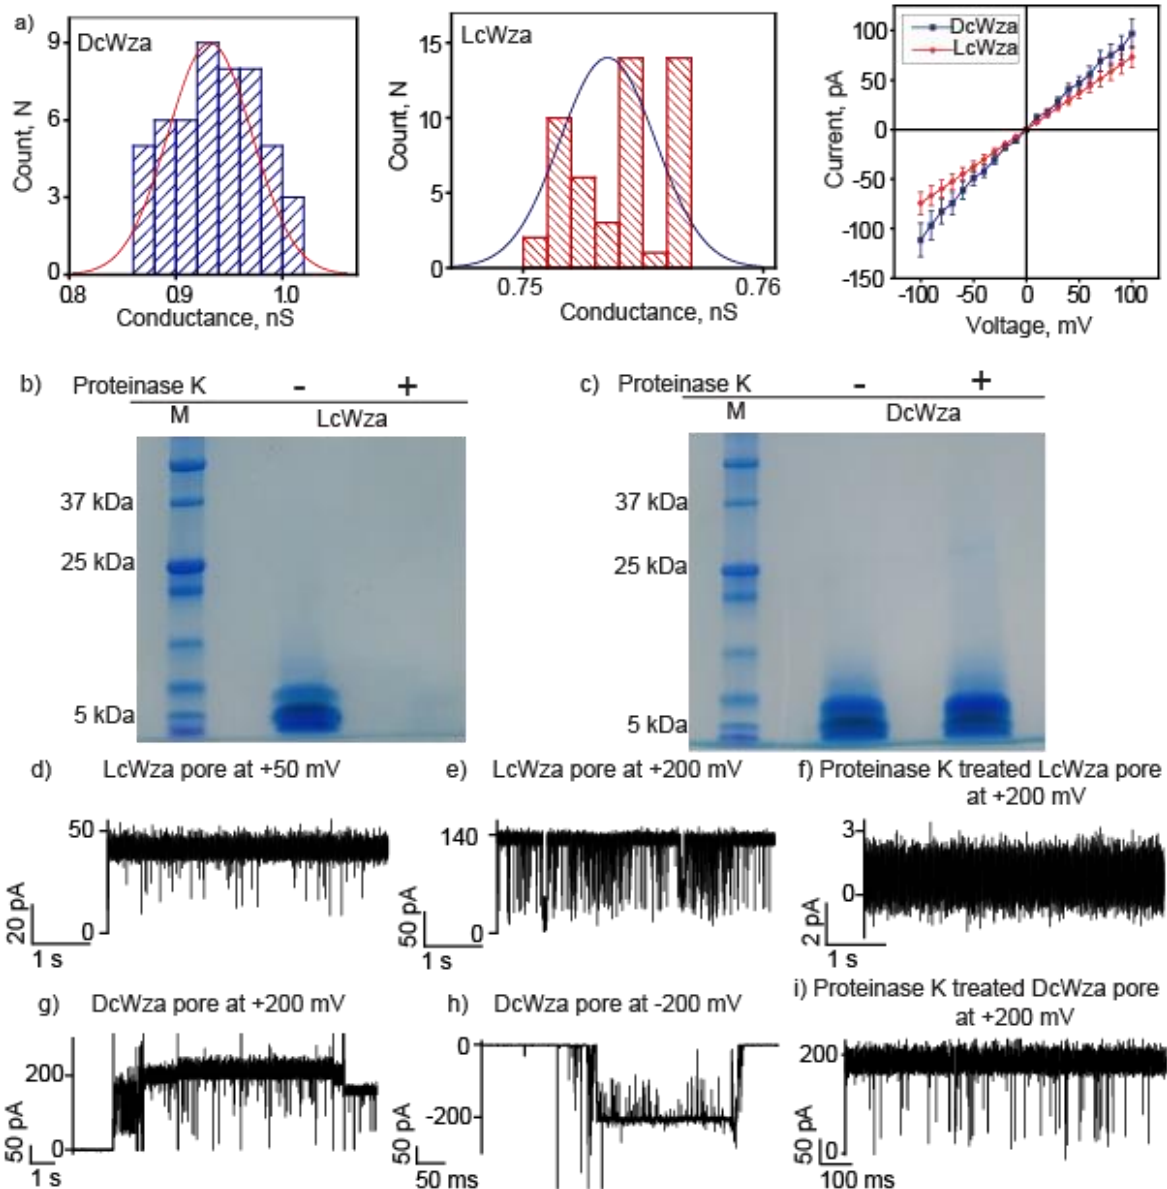 a)
DcWza
9
6
3
0
Count, N
0.8 0.9 1.0
Conductance, nS
LcWza
15
10
5
0
Count, N
0.75 0.76
Conductance, nS
DcWza
LcWza
100
50
0
-50
-100
-150
Current, pA
-100 -50 0 50 100
Voltage, mV
b) Proteinase K - +
M LcWza
37 kDa
25 kDa
5 kDa
c) Proteinase K - +
M DcWza
37 kDa
25 kDa
5 kDa
d) LcWza pore at +50 mV
50
0
20 pA
1 s
e) LcWza pore at +200 mV
140
0
50 pA
1 s
f) Proteinase K treated LcWza pore
at +200 mV
3
0
2 pA
1 s
g) DcWza pore at +200 mV
200
0
50 pA
1 s
h) DcWza pore at -200 mV
0
-200
50 pA
50 ms
i) Proteinase K treated DcWza pore
at +200 mV
200
0
50 pA
100 ms